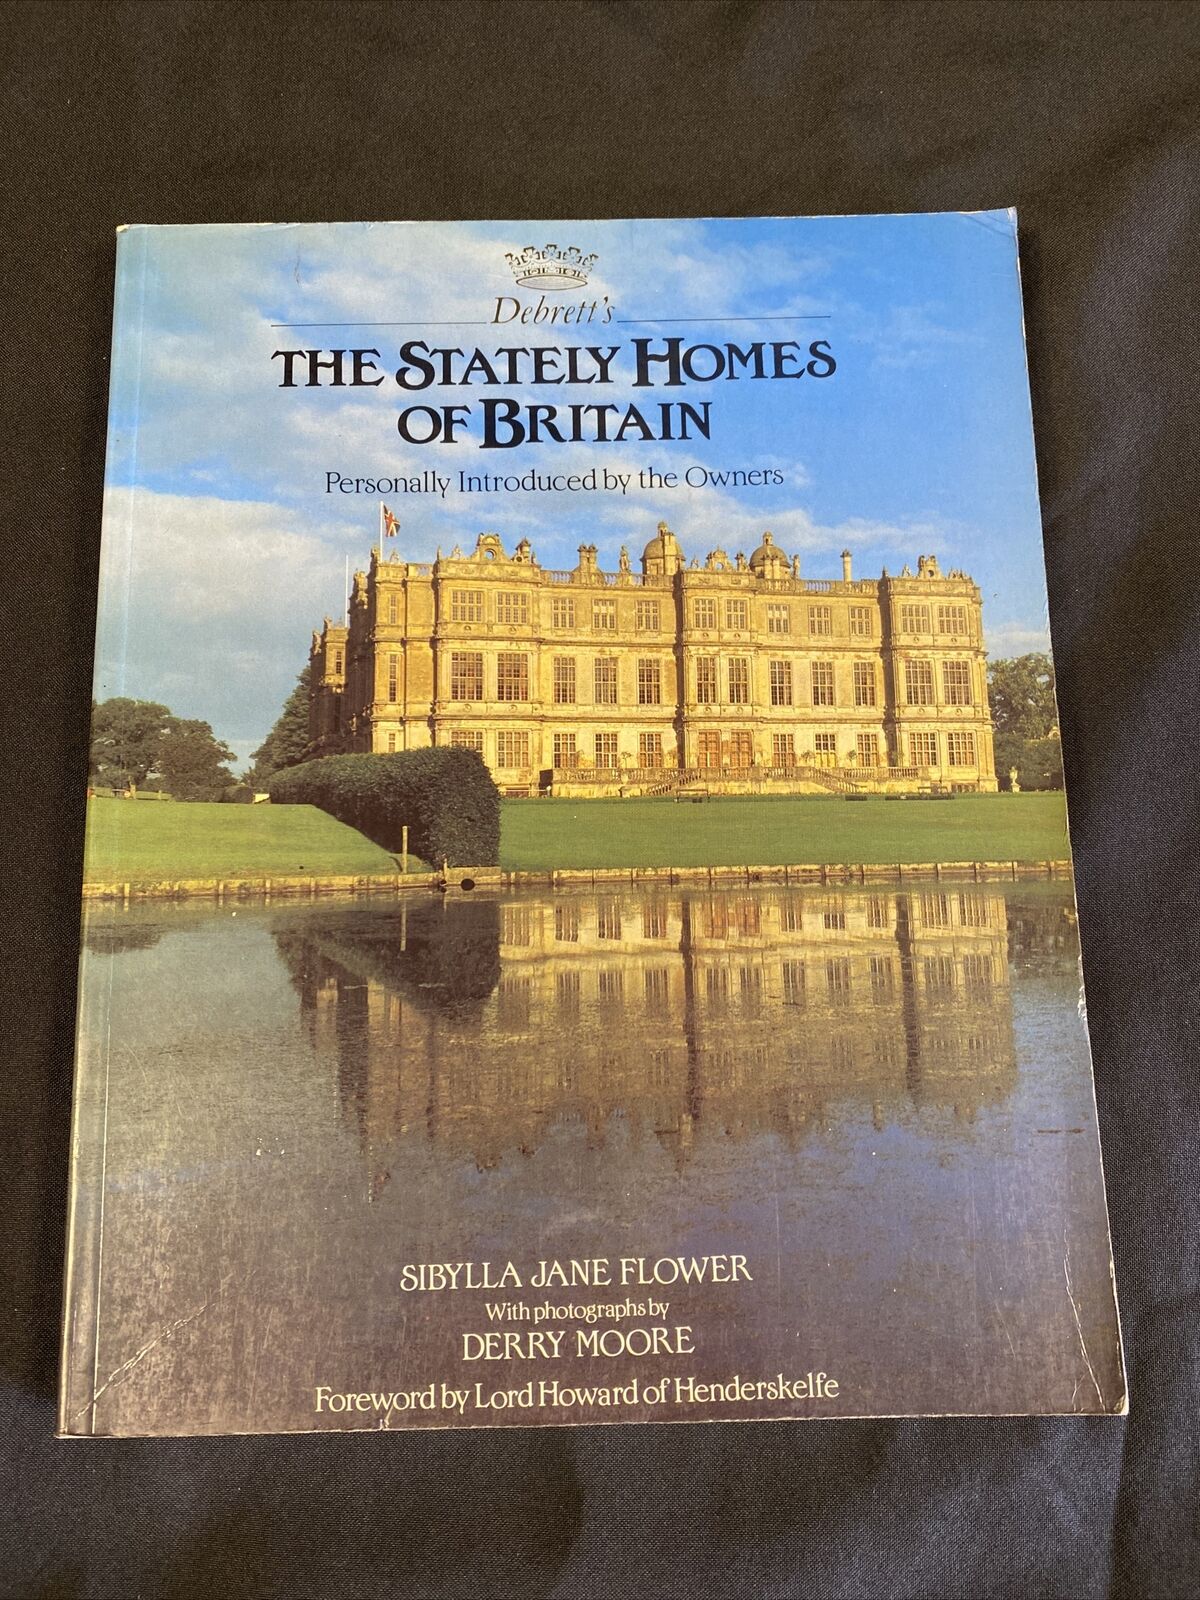 Debrett's
THE STATELY HOMES
OF BRITAIN
Personally Introduced by the Owners
SIBYLLA JANE FLOWER
With photographs by
DERRY MOORE
Foreword by Lord Howard of Henderskelfe